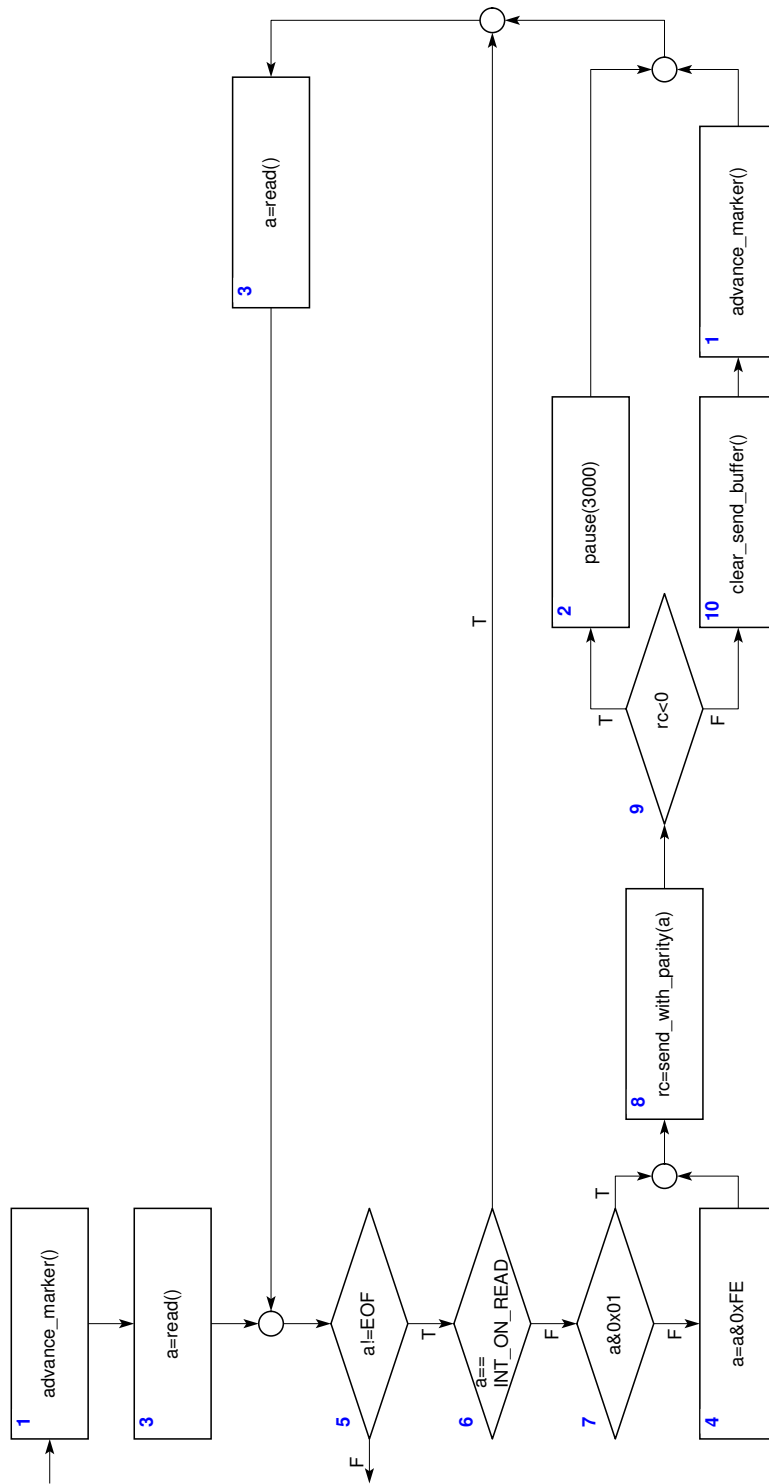 1
advance_marker()
3
a=read()
3
a=read()
5
a!=EOF
F
T
6
a==
INT_ON_READ
T
F
7
a&0x01
T
F
4
a=a&0xFE
8
rc=send_with_parity(a)
9
rc<0
T
F
2
pause(3000)
10
clear_send_buffer()
1
advance_marker()